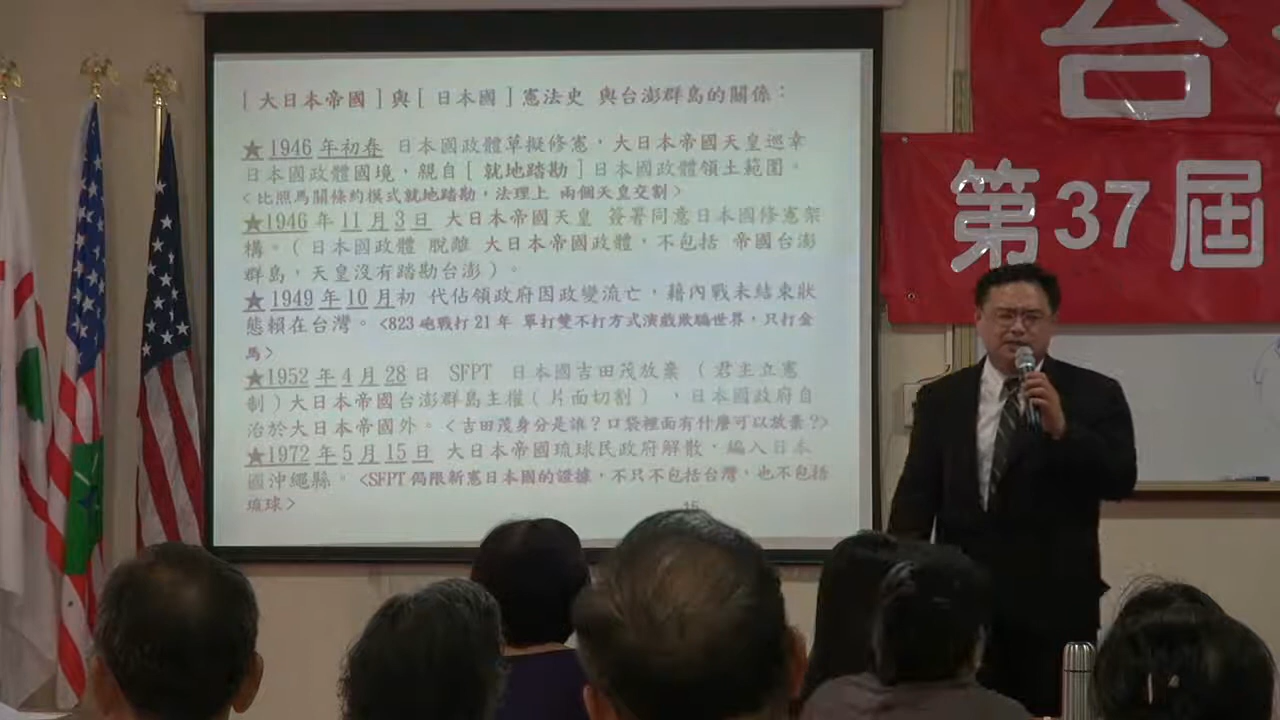 [ 大日本帝國 ] 與 [ 日本國 ] 憲法史 與台澎群島的關係：
★1946 年初春 日本國政體草擬修憲，大日本帝國天皇巡幸
日本國政體國境，親自 [ 就地踏勘 ] 日本國政體領土範圍。
<比照馬關條約模式就地踏勘，法理上 兩個天皇交割>
★1946 年 11 月 3 日 大日本帝國天皇 簽署同意日本國修憲架
構。( 日本國政體 脫離 大日本帝國政體，不包括 帝國台澎
群島，天皇沒有踏勘台澎 )。
★1949 年 10 月初 代佔領政府因政變流亡，藉內戰未結束狀
態賴在台灣。<823 砲戰打 21 年 單打雙不打方式演戲欺騙世界，只打金
馬>
★1952 年 4 月 28 日 SFPT 日本國吉田茂放棄 ( 君主立憲
制 ) 大日本帝國台澎群島主權 ( 片面切割 ) 、日本國政府自
治於大日本帝國外。<吉田茂身分是誰？口袋裡面有什麼可以放棄？>
★1972 年 5 月 15 日 大日本帝國琉球民政府解散，編入日本
國沖繩縣。<SFPT 侷限新憲日本國的證據，不只不包括台灣，也不包括
琉球>
15
台
第37屆